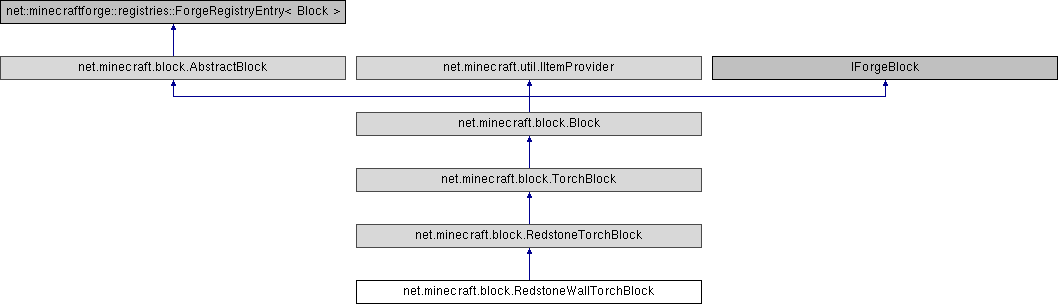 net::minecraftforge::registries::ForgeRegistryEntry< Block >
net.minecraft.block.AbstractBlock
net.minecraft.util.IItemProvider
IForgeBlock
net.minecraft.block.Block
net.minecraft.block.TorchBlock
net.minecraft.block.RedstoneTorchBlock
net.minecraft.block.RedstoneWallTorchBlock